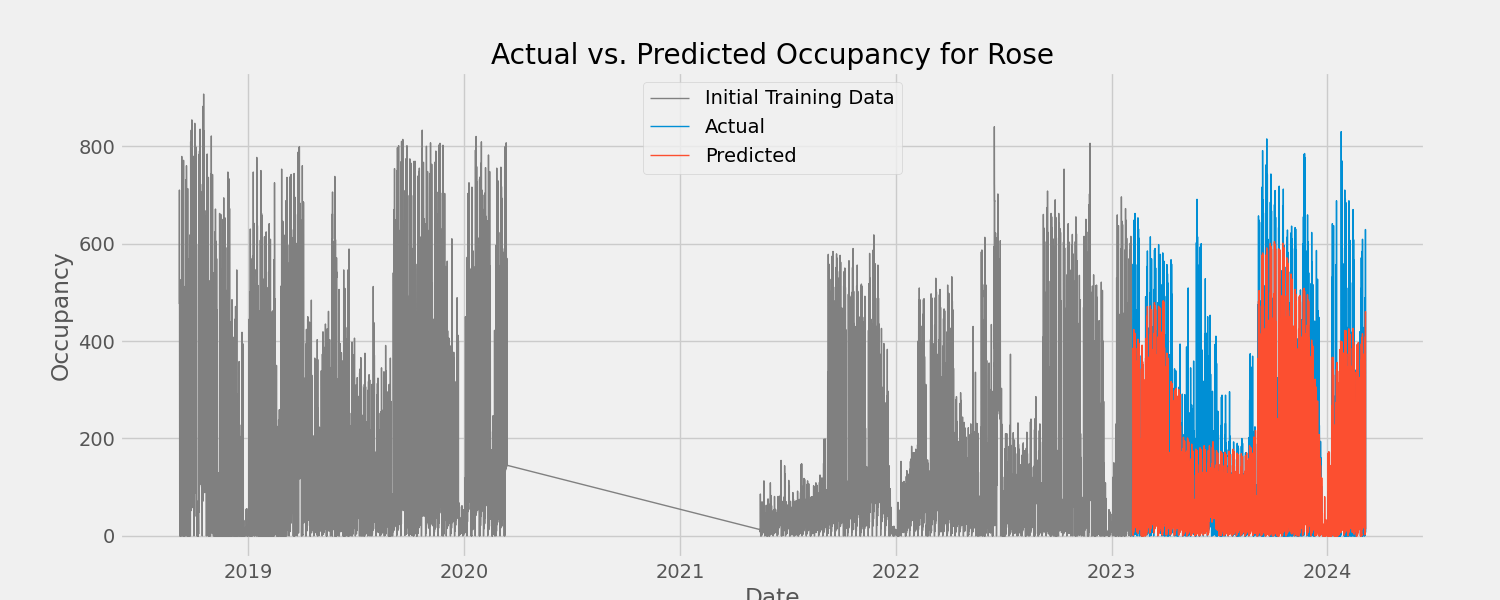 Actual vs. Predicted Occupancy for Rose
Initial Training Data
Actual
Predicted
Occupancy
800
600
400
200
0
2019
2020
2021
2022
2023
2024
Date